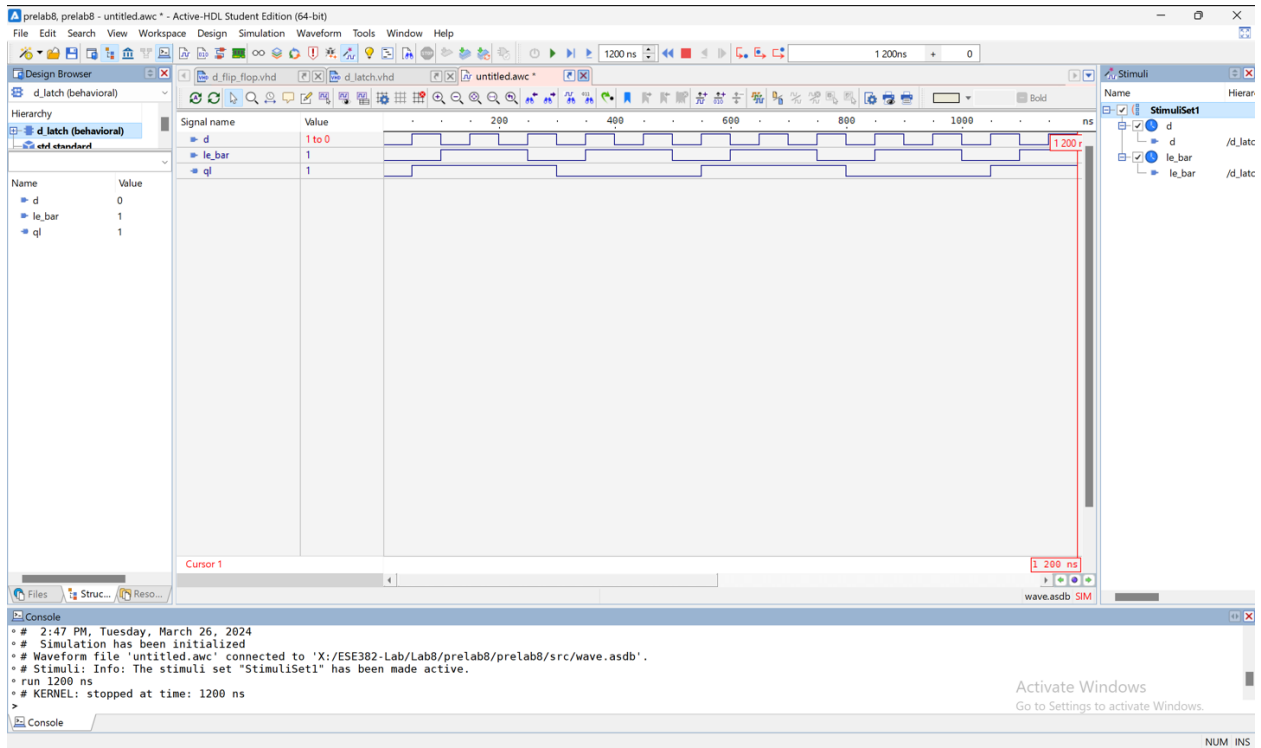 prelab8, prelab8 - untitled.awc * - Active-HDL Student Edition (64-bit)
File Edit Search View Workspace Design Simulation Waveform Tools Window Help
1200 ns 1 200ns + 0
Design Browser
d_flip_flop.vhd d_latch.vhd untitled.awc *
Stimuli
d_latch (behavioral)
Bold
Name Hierar
Hierarchy
StimuliSet1
Signal name Value 200 400 600 800 1000 ns
d_latch (behavioral)
d
std standard
d 1 to 0
1 200 r
d /d_latc
le_bar 1
le_bar
ql 1
le_bar /d_latc
Name Value
d 0
le_bar 1
ql 1
Cursor 1 1 200 ns
Files Struc... Reso...
wave.asdb SIM
Console
# 2:47 PM, Tuesday, March 26, 2024
# Simulation has been initialized
# Waveform file 'untitled.awc' connected to 'X:/ESE382-Lab/Lab8/prelab8/prelab8/src/wave.asdb'.
# Stimuli: Info: The stimuli set "StimuliSet1" has been made active.
run 1200 ns
# KERNEL: stopped at time: 1200 ns
>
Activate Windows
Go to Settings to activate Windows.
Console
NUM INS